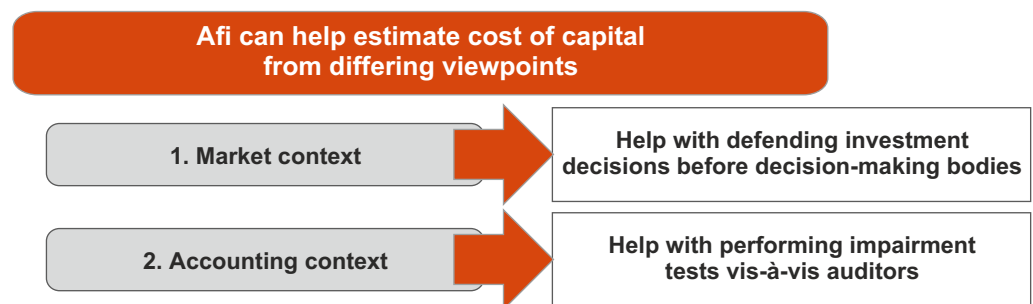 Afi can help estimate cost of capital
from differing viewpoints
1. Market context
Help with defending investment
decisions before decision-making bodies
2. Accounting context
Help with performing impairment
tests vis-à-vis auditors